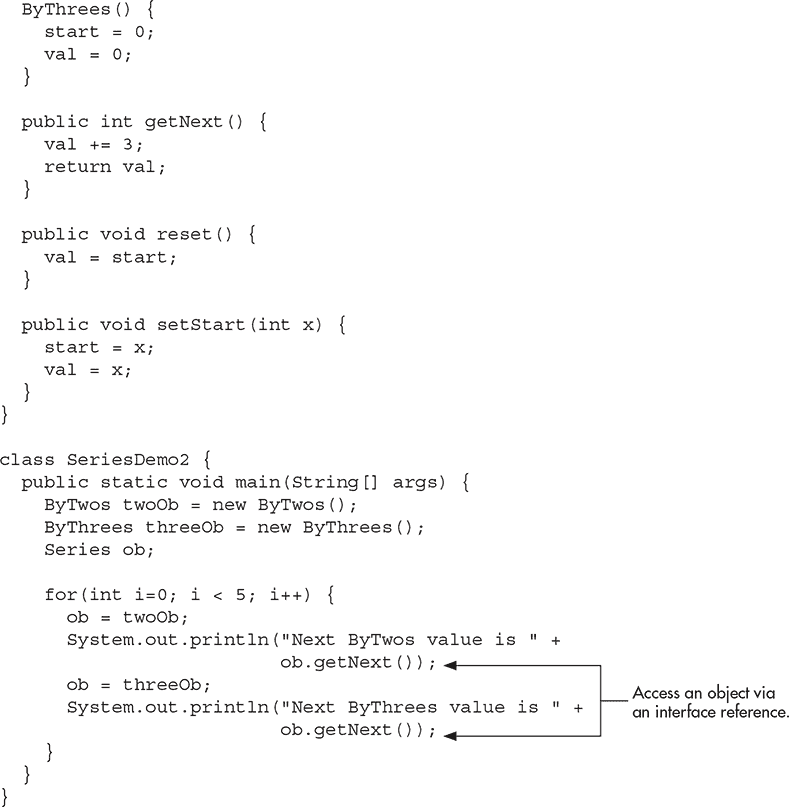 ByThrees() {
start = 0;
val = 0;
}
public int getNext() {
val += 3;
return val;
}
public void reset() {
val = start;
}
public void setStart(int x) {
start = x;
val = x;
}
}
class SeriesDemo2 {
public static void main(String[] args) {
ByTwos twoOb = new ByTwos();
ByThrees threeOb = new ByThrees();
Series ob;
for(int i=0; i < 5; i++) {
ob = twoOb;
System.out.println("Next ByTwos value is " +
ob.getNext());
ob = threeOb;
System.out.println("Next ByThrees value is " +
ob.getNext());
}
}
}
Access an object via
an interface reference.